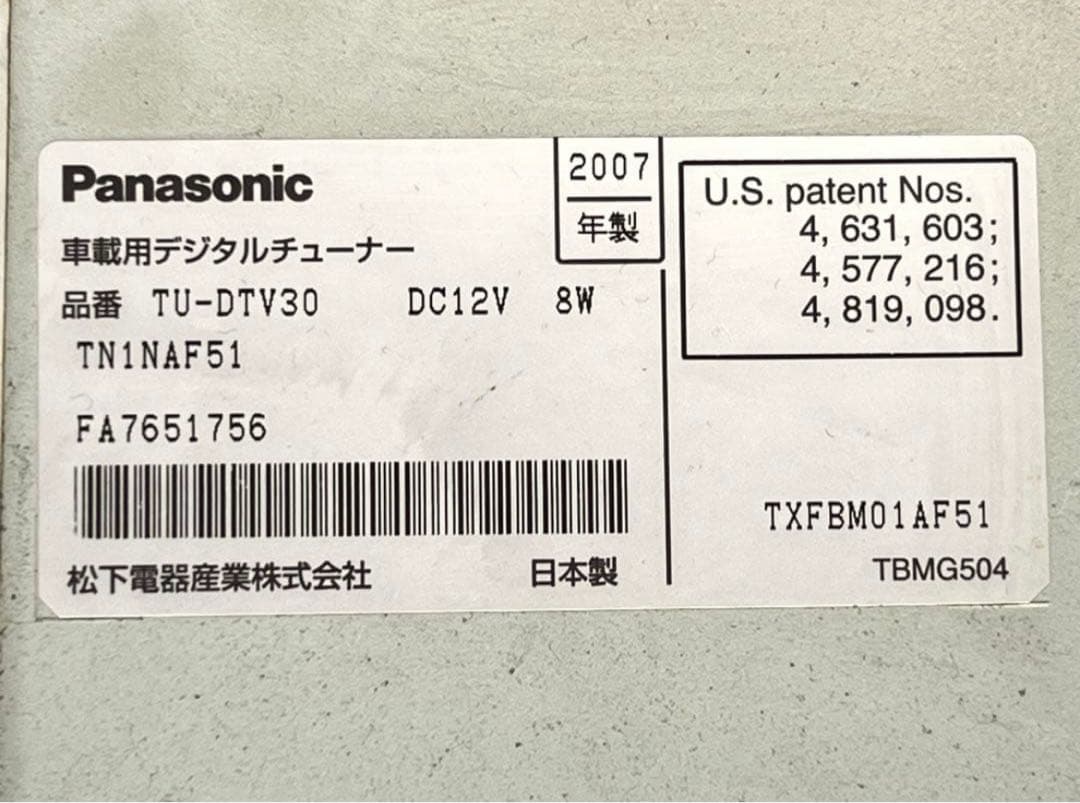 Panasonic
2007
年製
車載用デジタルチューナー
品番 TU-DTV30 DC12V 8W
TN1NAF51
FA7651756
松下電器産業株式会社 日本製
U.S. patent Nos.
4, 631, 603;
4, 577, 216;
4, 819, 098.
TXFBM01AF51
TBMG504